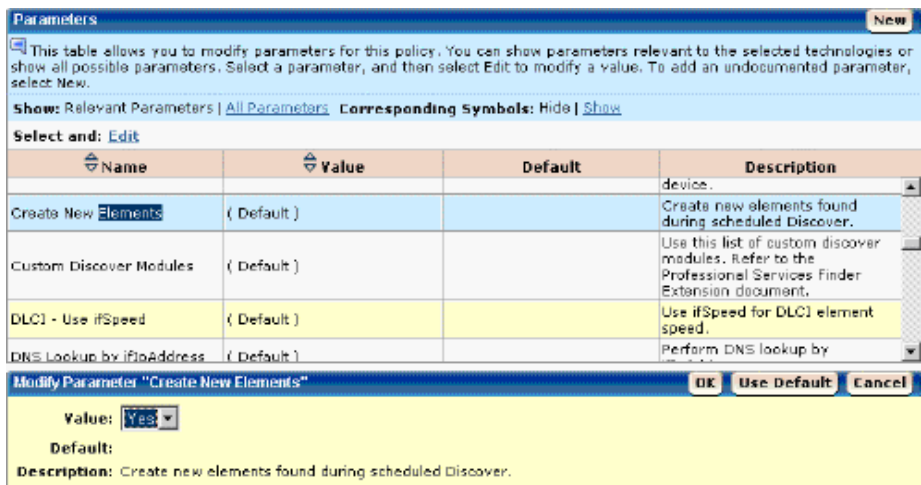 Parameters New
This table allows you to modify parameters for this policy. You can show parameters relevant to the selected technologies or
show all possible parameters. Select a parameter, and then select Edit to modify a value. To add an undocumented parameter,
select New.
Show: Relevant Parameters | All Parameters Corresponding Symbols: Hide | Show
Select and: Edit
Name Value Default Description
device.
Create New Elements ( Default ) Create new elements found
during scheduled Discover.
Custom Discover Modules ( Default ) Use this list of custom discover
modules. Refer to the
Professional Services Finder
Extension document.
DLCI - Use ifSpeed ( Default ) Use ifSpeed for DLCI element
speed.
DNS Lookup by ifIpAddress ( Default ) Perform DNS lookup by
Modify Parameter "Create New Elements" OK Use Default Cancel
Value: Yes
Default:
Description: Create new elements found during scheduled Discover.